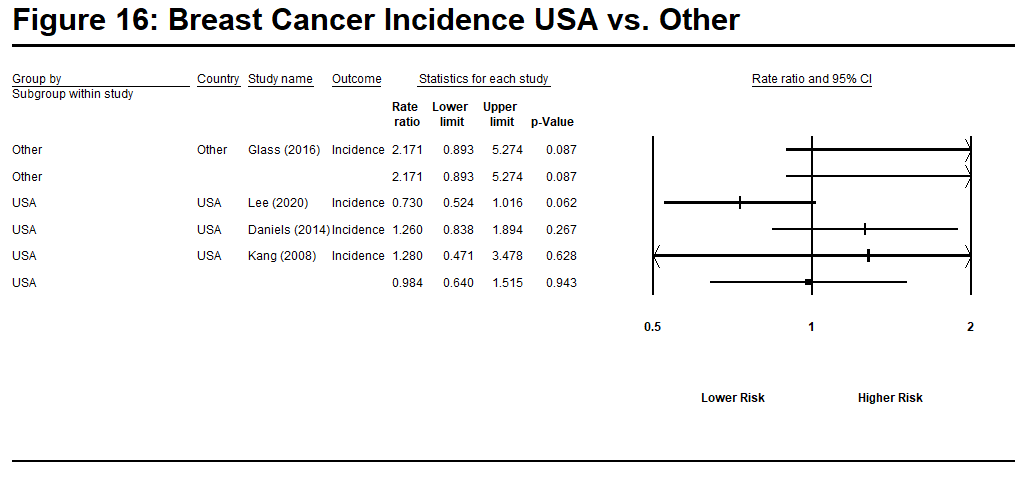 Figure 16: Breast Cancer Incidence USA vs. Other
Group by Country Study name Outcome Statistics for each study Rate ratio and 95% CI
Subgroup within study
Rate Lower Upper
ratio limit limit p-Value
Other Other Glass (2016) Incidence 2.171 0.893 5.274 0.087
Other 2.171 0.893 5.274 0.087
USA USA Lee (2020) Incidence 0.730 0.524 1.016 0.062
USA USA Daniels (2014) Incidence 1.260 0.838 1.894 0.267
USA USA Kang (2008) Incidence 1.280 0.471 3.478 0.628
USA 0.984 0.640 1.515 0.943
0.5 1 2
Lower Risk Higher Risk